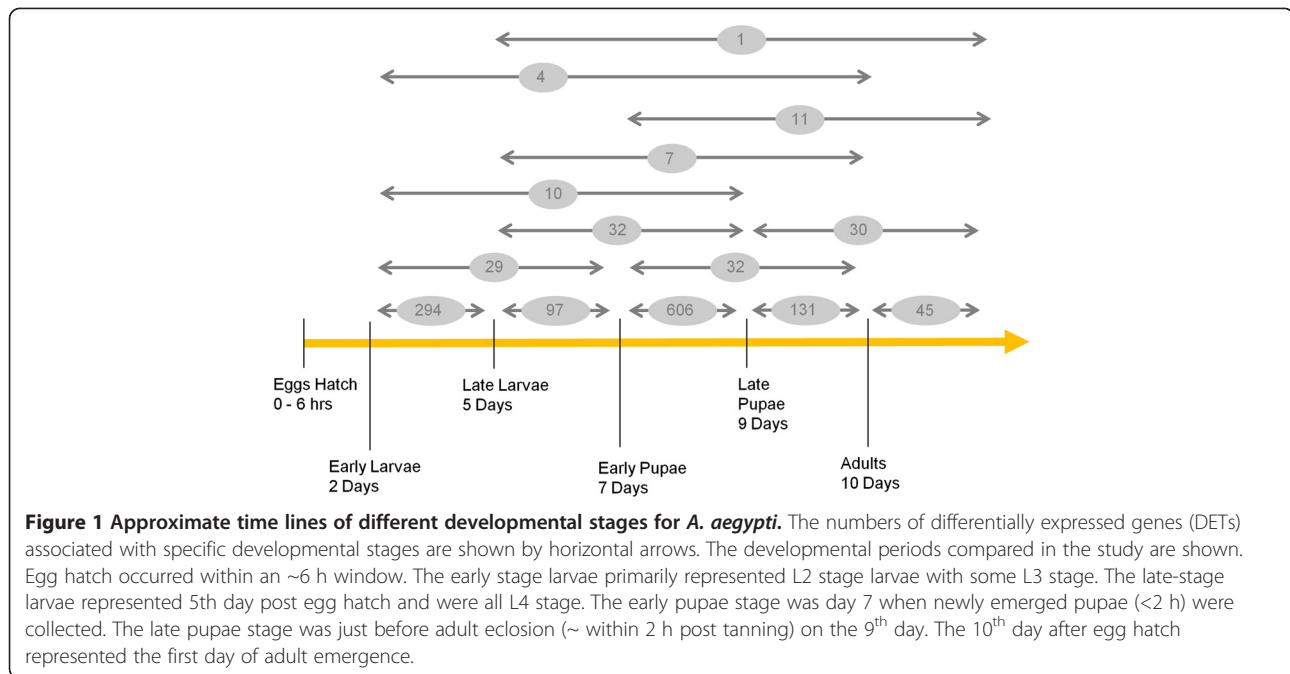 1
4
11
7
10
32 30
29 32
294 97 606 131 45
Eggs Hatch
0 - 6 hrs
Early Larvae
2 Days
Late Larvae
5 Days
Early Pupae
7 Days
Late
Pupae
9 Days
Adults
10 Days
Figure 1 Approximate time lines of different developmental stages for A. aegypti. The numbers of differentially expressed genes (DETs)
associated with specific developmental stages are shown by horizontal arrows. The developmental periods compared in the study are shown.
Egg hatch occurred within an ~6 h window. The early stage larvae primarily represented L2 stage larvae with some L3 stage. The late-stage
larvae represented 5th day post egg hatch and were all L4 stage. The early pupae stage was day 7 when newly emerged pupae (<2 h) were
collected. The late pupae stage was just before adult eclosion (~ within 2 h post tanning) on the 9th day. The 10th day after egg hatch
represented the first day of adult emergence.